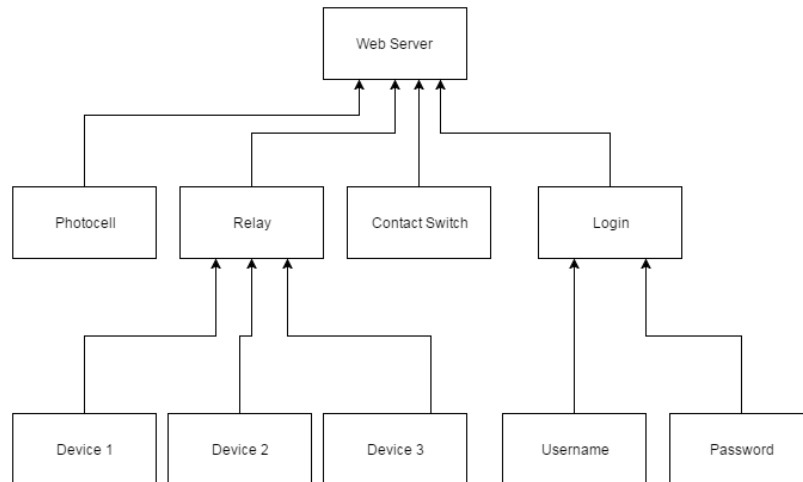 Web Server
Photocell
Relay
Contact Switch
Login
Device 1
Device 2
Device 3
Username
Password